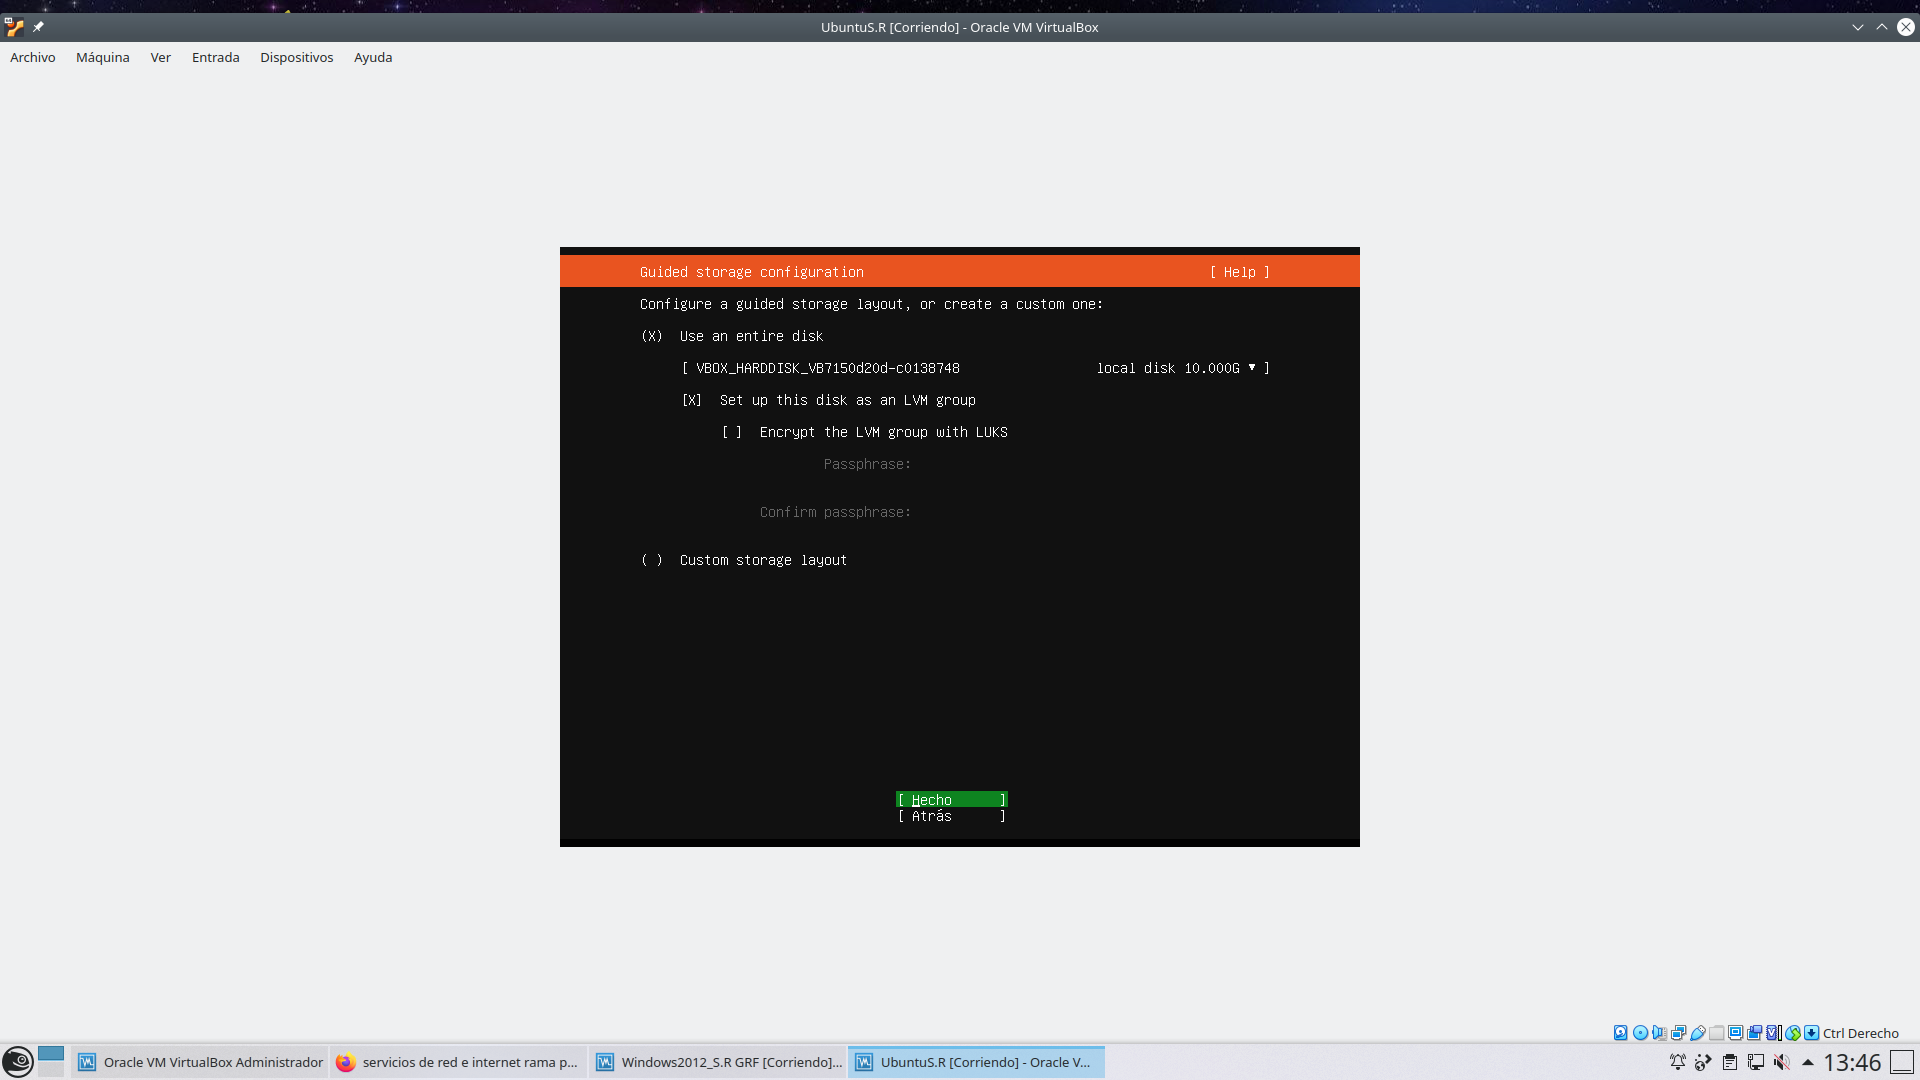 UbuntuS.R [Corriendo] - Oracle VM VirtualBox
Archivo Máquina Ver Entrada Dispositivos Ayuda
Guided storage configuration [ Help ]
Configure a guided storage layout, or create a custom one:
(X) Use an entire disk
[ VBOX_HARDDISK_VB7150d20d-c0138748 local disk 10.000G ▾ ]
[X] Set up this disk as an LVM group
[ ] Encrypt the LVM group with LUKS
Passphrase:
Confirm passphrase:
( ) Custom storage layout
[ Hecho ]
[ Atrás ]
Ctrl Derecho
Oracle VM VirtualBox Administrador
servicios de red e internet rama p...
Windows2012_S.R GRF [Corriendo]...
UbuntuS.R [Corriendo] - Oracle V...
13:46